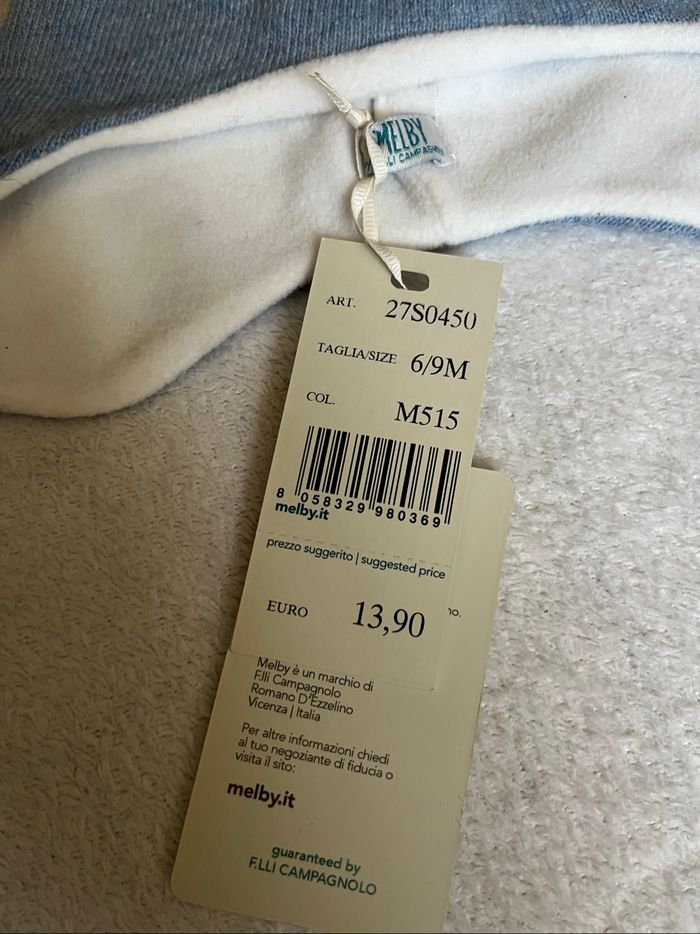 MELBY
ART. 27S0450
TAGLIA/SIZE 6/9M
COL. M515
8 058329 980369
melby.it
prezzo suggerito | suggested price
EURO 13,90
no.
Melby è un marchio di
F.lli Campagnolo
Romano D'Ezzelino
Vicenza | Italia
Per altre informazioni chiedi
al tuo negoziante di fiducia o
visita il sito:
melby.it
guaranteed by
F.LLI CAMPAGNOLO